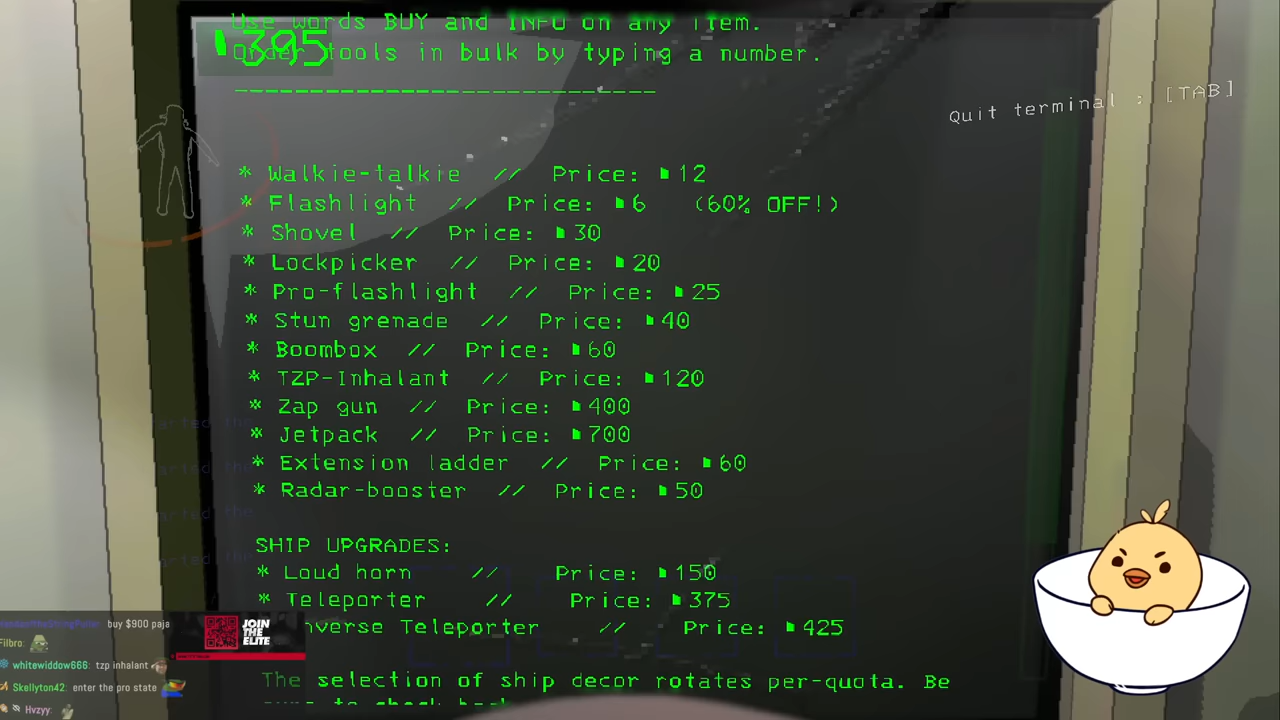 Use words BUY and INFO on any item.
395
Order tools in bulk by typing a number.
----------------------------
Quit terminal : [TAB]
* Walkie-talkie // Price: 12
* Flashlight // Price: 6 (60% OFF!)
* Shovel // Price: 30
* Lockpicker // Price: 20
* Pro-flashlight // Price: 25
* Stun grenade // Price: 40
* Boombox // Price: 60
* TZP-Inhalant // Price: 120
* Zap gun // Price: 400
* Jetpack // Price: 700
* Extension ladder // Price: 60
* Radar-booster // Price: 50
SHIP UPGRADES:
* Loud horn // Price: 150
* Teleporter // Price: 375
nverse Teleporter // Price: 425
The selection of ship decor rotates per-quota. Be
buy $900 paja
Filbro:
whitewiddow666: tzp inhalant
Skellyton42: enter the pro state
Hvzyy:
JOIN
THE
ELITE